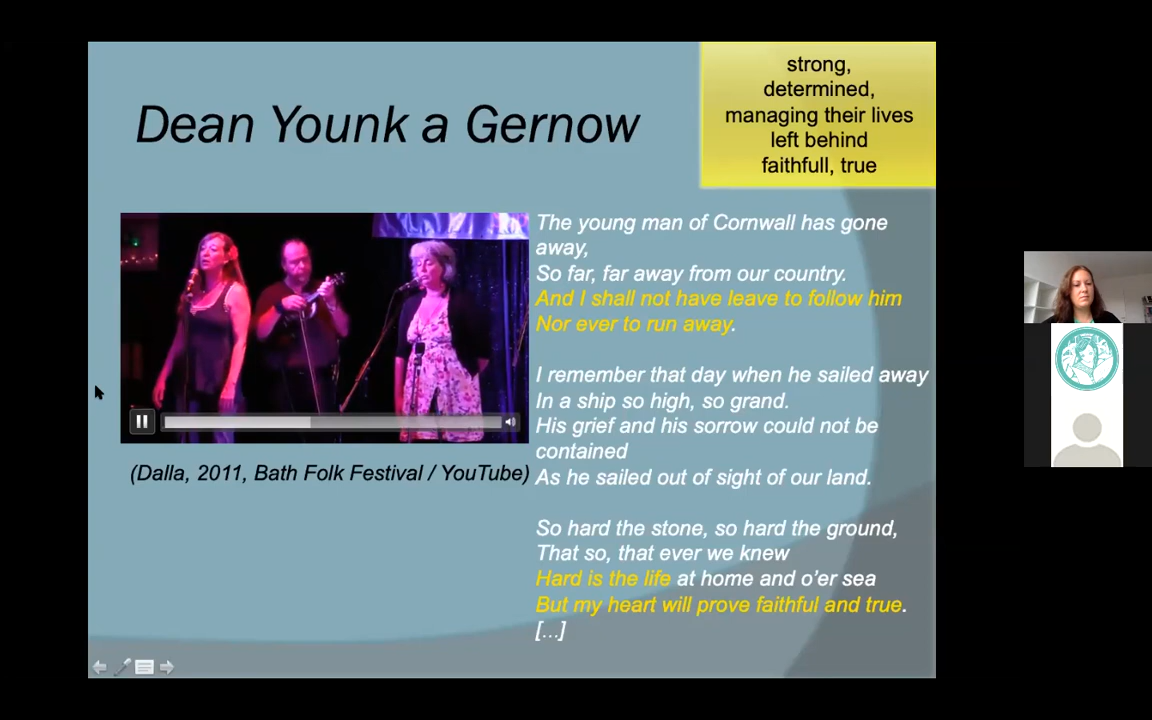 Dean Younk a Gernow
strong,
determined,
managing their lives
left behind
faithfull, true
(Dalla, 2011, Bath Folk Festival / YouTube)
The young man of Cornwall has gone
away,
So far, far away from our country.
And I shall not have leave to follow him
Nor ever to run away.
I remember that day when he sailed away
In a ship so high, so grand.
His grief and his sorrow could not be
contained
As he sailed out of sight of our land.
So hard the stone, so hard the ground,
That so, that ever we knew
Hard is the life at home and o'er sea
But my heart will prove faithful and true.
[...]